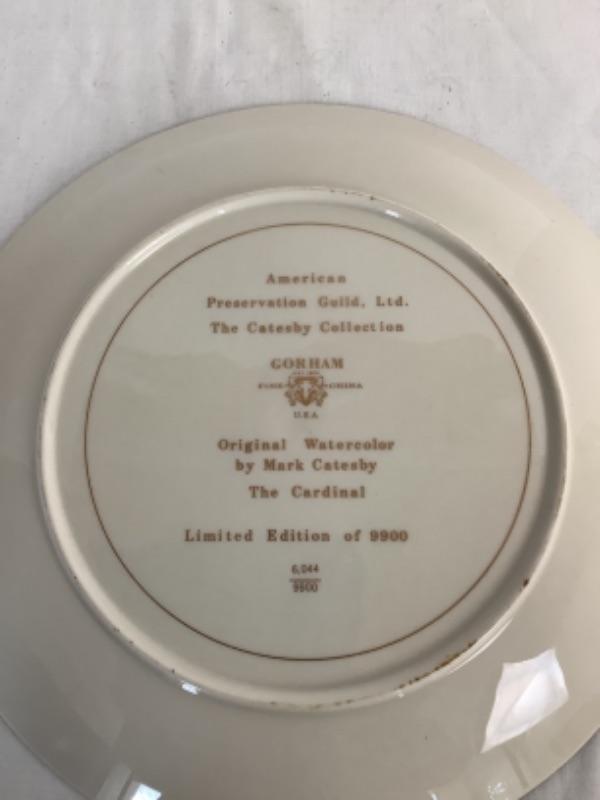 American
Preservation Guild, Ltd.
The Catesby Collection
GORHAM
FINE CHINA
U.S.A.
Original Watercolor
by Mark Catesby
The Cardinal
Limited Edition of 9900
6,044
9900